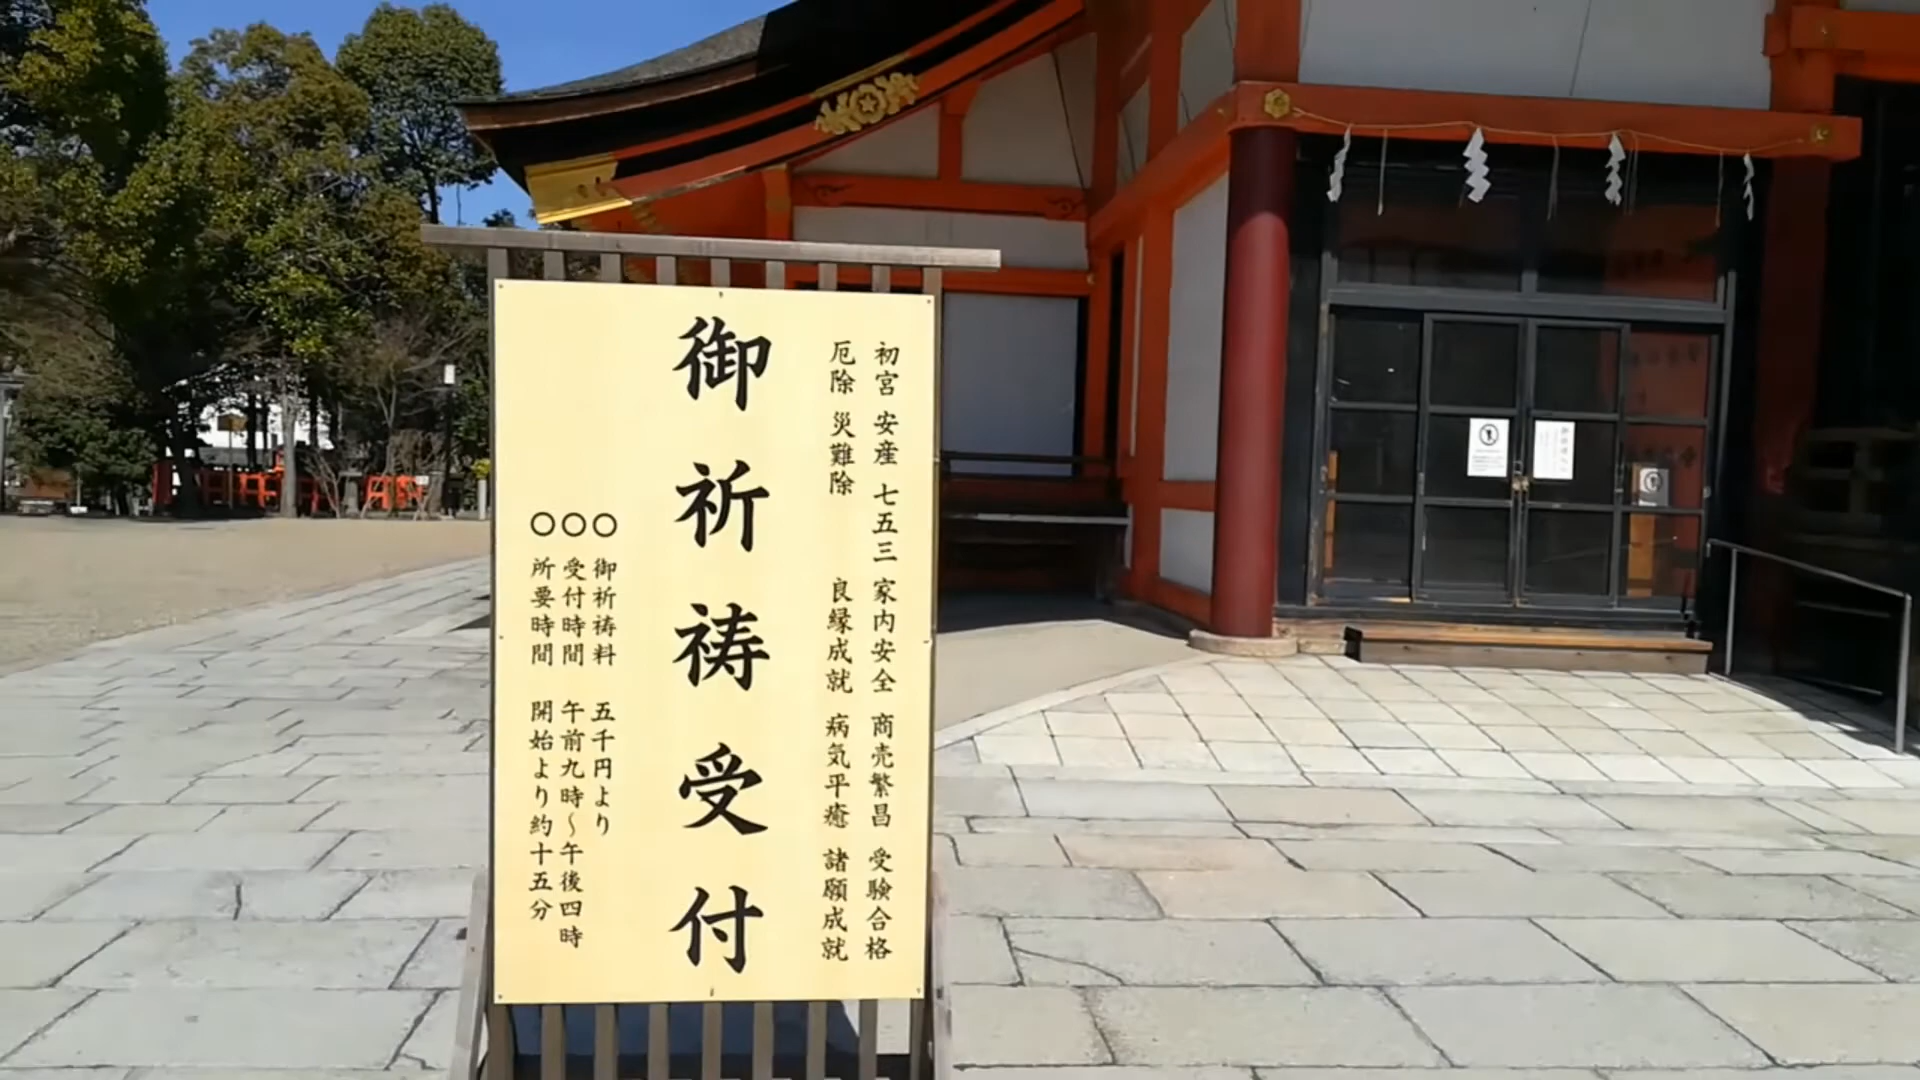 初宮 安産 七五三 家内安全 商売繁昌 受験合格
厄除 災難除 良縁成就 病気平癒 諸願成就
御祈祷受付
〇 御祈祷料 五千円より
〇 受付時間 午前九時～午後四時
〇 所要時間 開始より約十五分